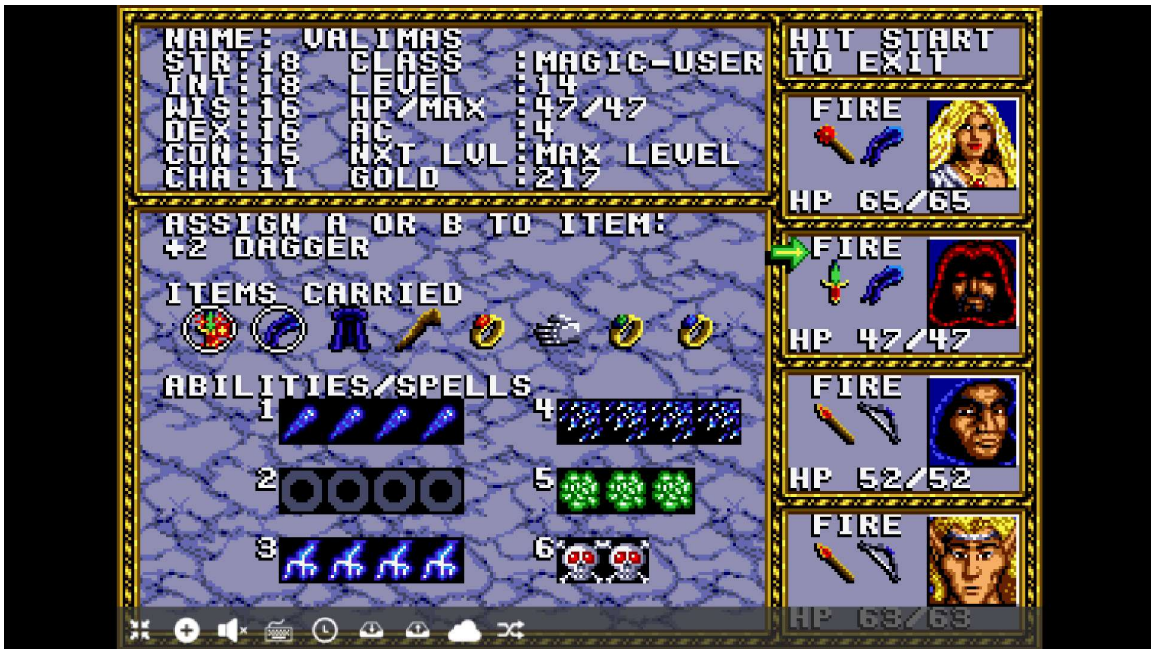 NAME: VALIMAS
STR:18 CLASS :MAGIC-USER
INT:18 LEVEL :14
WIS:16 HP/MAX :47/47
DEX:16 AC :4
CON:15 NXT LVL:MAX LEVEL
CHA:11 GOLD :217
ASSIGN A OR B TO ITEM:
+2 DAGGER
ITEMS CARRIED
ABILITIES/SPELLS
1
4
2
5
3
6
HIT START
TO EXIT
FIRE
HP 65/65
FIRE
HP 47/47
FIRE
HP 52/52
FIRE
HP 63/63